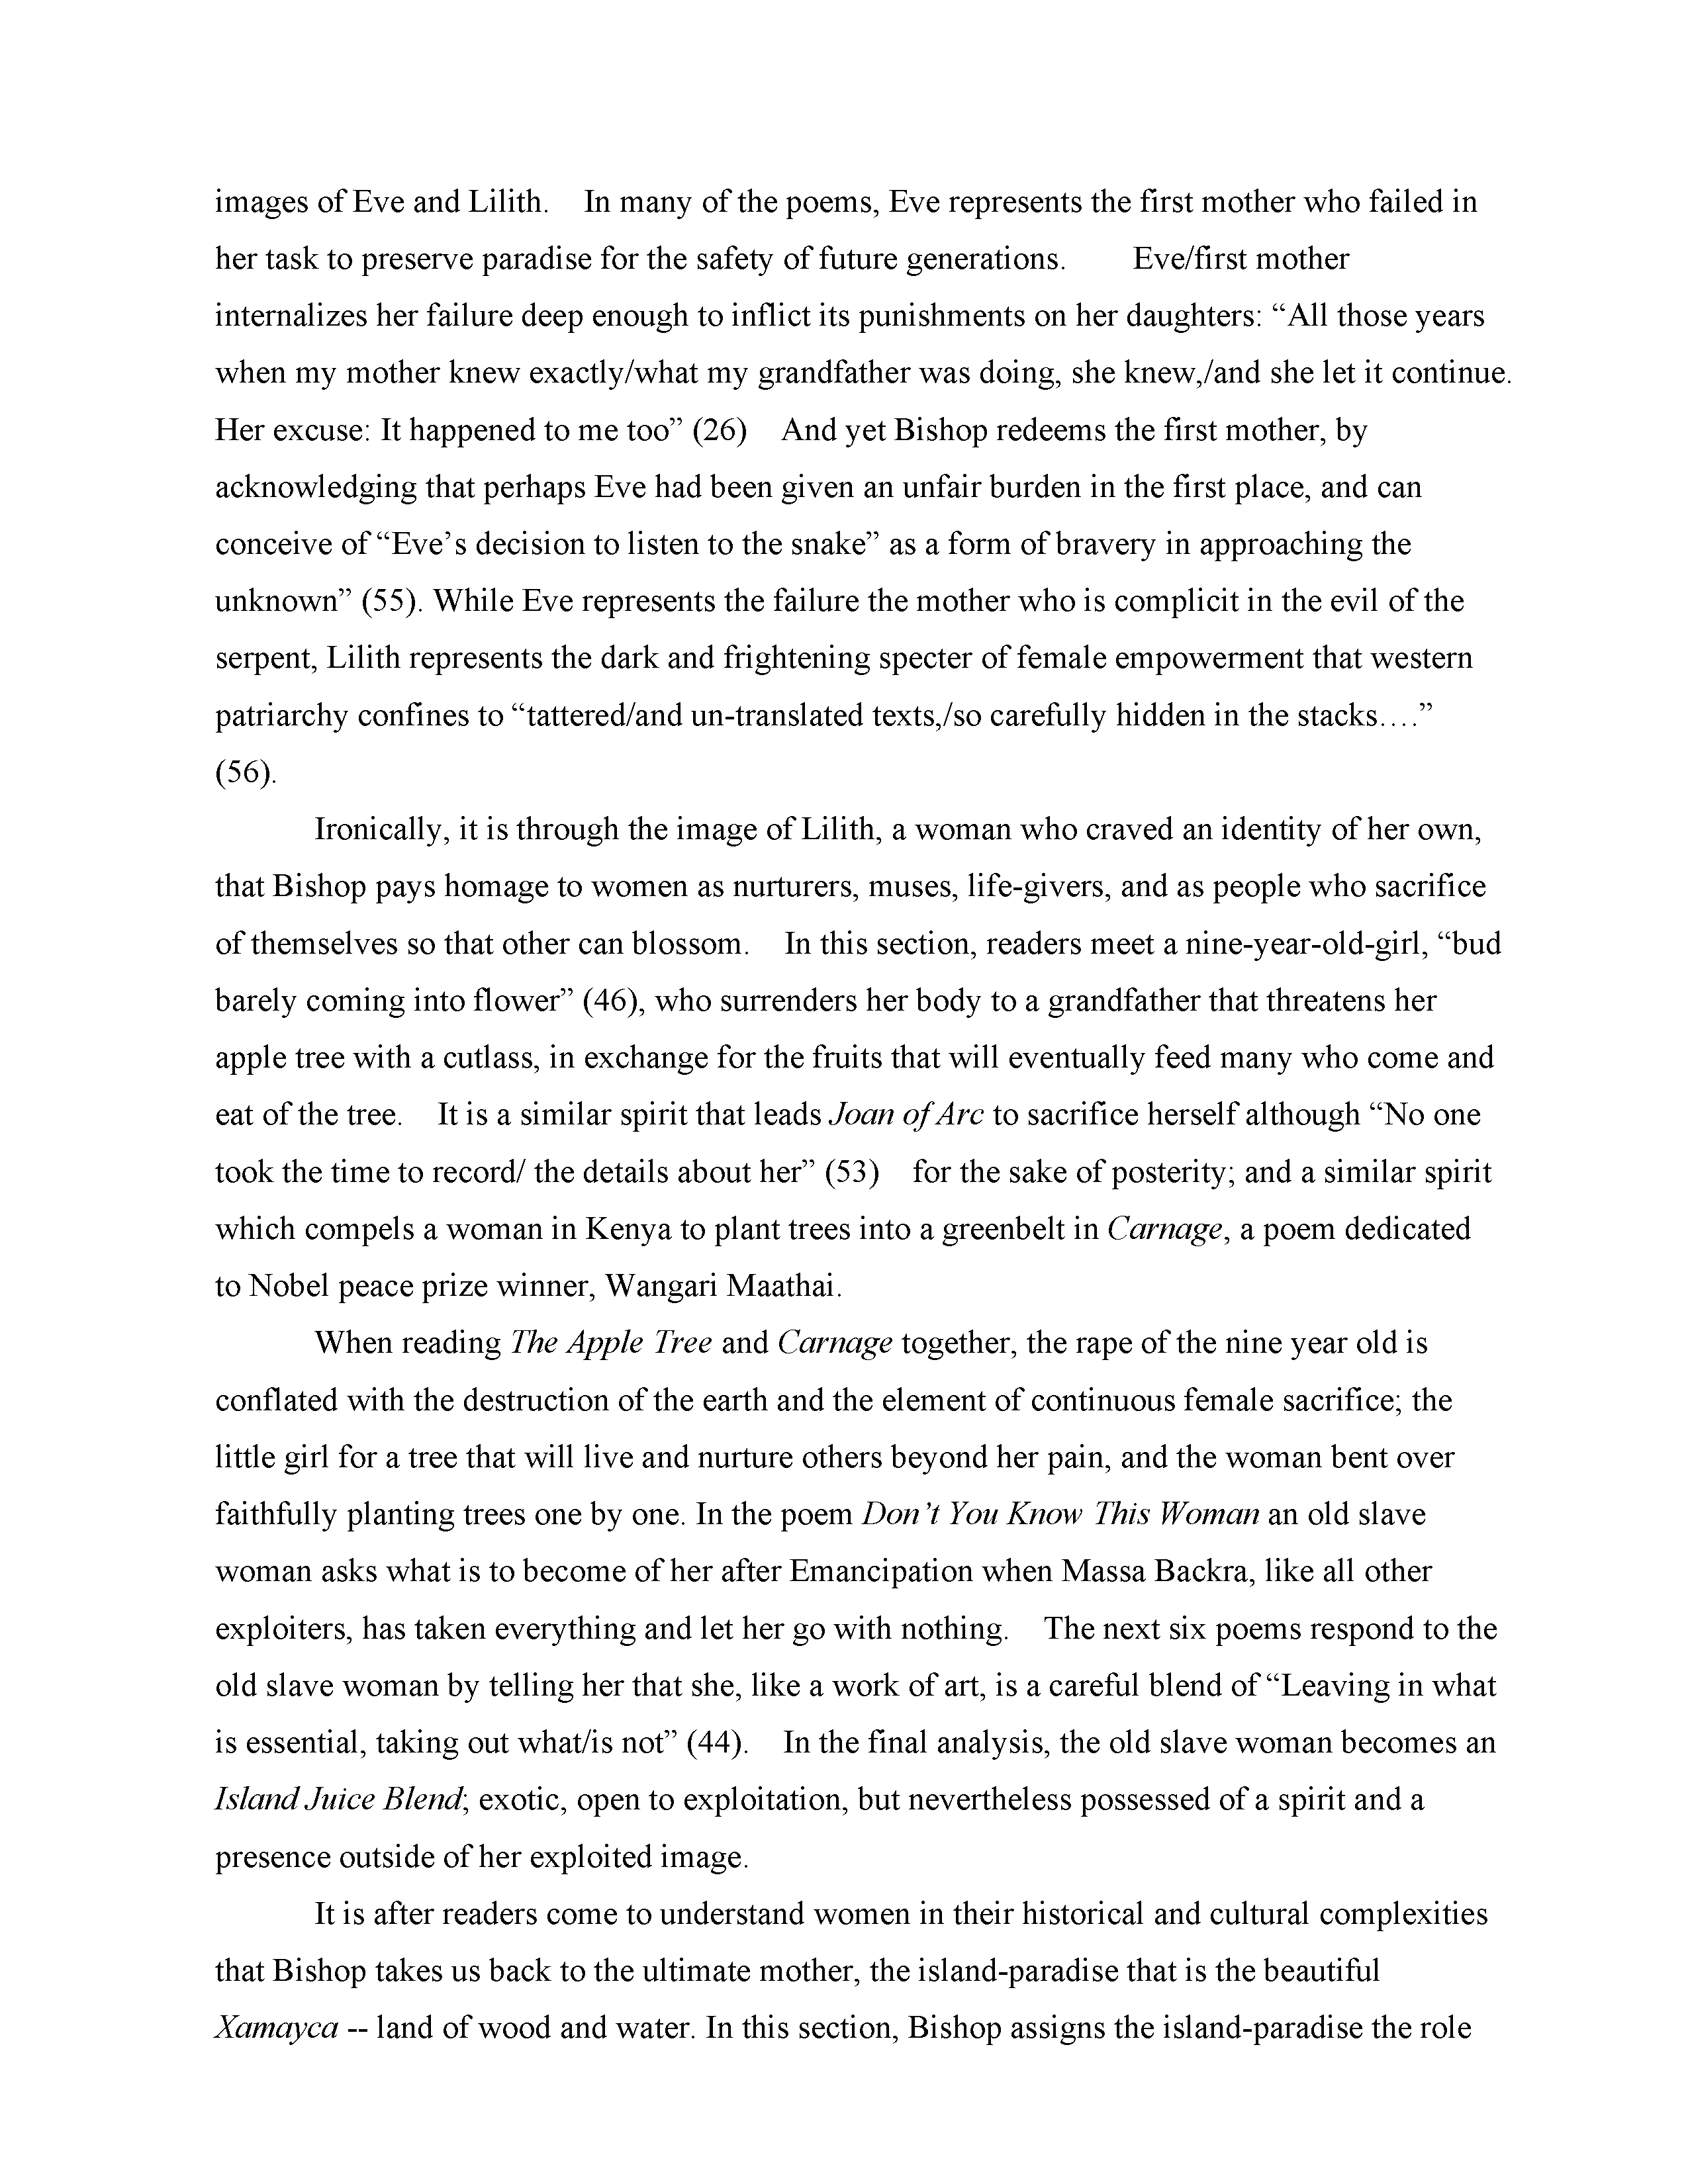 images of Eve and Lilith.    In many of the poems, Eve represents the first mother who failed in
her task to preserve paradise for the safety of future generations.        Eve/first mother
internalizes her failure deep enough to inflict its punishments on her daughters: “All those years
when my mother knew exactly/what my grandfather was doing, she knew,/and she let it continue.
Her excuse: It happened to me too” (26)    And yet Bishop redeems the first mother, by
acknowledging that perhaps Eve had been given an unfair burden in the first place, and can
conceive of “Eve’s decision to listen to the snake” as a form of bravery in approaching the
unknown” (55). While Eve represents the failure the mother who is complicit in the evil of the
serpent, Lilith represents the dark and frightening specter of female empowerment that western
patriarchy confines to “tattered/and un-translated texts,/so carefully hidden in the stacks….”
(56).
Ironically, it is through the image of Lilith, a woman who craved an identity of her own,
that Bishop pays homage to women as nurturers, muses, life-givers, and as people who sacrifice
of themselves so that other can blossom.    In this section, readers meet a nine-year-old-girl, “bud
barely coming into flower” (46), who surrenders her body to a grandfather that threatens her
apple tree with a cutlass, in exchange for the fruits that will eventually feed many who come and
eat of the tree.    It is a similar spirit that leads Joan of Arc to sacrifice herself although “No one
took the time to record/ the details about her” (53)    for the sake of posterity; and a similar spirit
which compels a woman in Kenya to plant trees into a greenbelt in Carnage, a poem dedicated
to Nobel peace prize winner, Wangari Maathai.
When reading The Apple Tree and Carnage together, the rape of the nine year old is
conflated with the destruction of the earth and the element of continuous female sacrifice; the
little girl for a tree that will live and nurture others beyond her pain, and the woman bent over
faithfully planting trees one by one. In the poem Don’t You Know This Woman an old slave
woman asks what is to become of her after Emancipation when Massa Backra, like all other
exploiters, has taken everything and let her go with nothing.    The next six poems respond to the
old slave woman by telling her that she, like a work of art, is a careful blend of “Leaving in what
is essential, taking out what/is not” (44).    In the final analysis, the old slave woman becomes an
Island Juice Blend; exotic, open to exploitation, but nevertheless possessed of a spirit and a
presence outside of her exploited image.
It is after readers come to understand women in their historical and cultural complexities
that Bishop takes us back to the ultimate mother, the island-paradise that is the beautiful
Xamayca -- land of wood and water. In this section, Bishop assigns the island-paradise the role